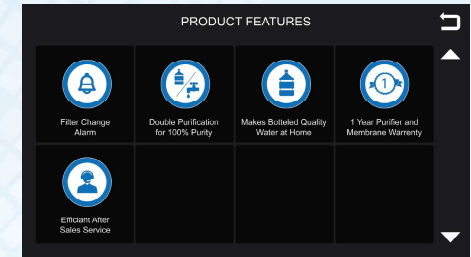 PRODUCT FEATURES
Filter Change
Alarm
Double Purification
for 100% Purity
Makes Botteled Quality
Water at Home
1
1 Year Purifier and
Membrane Warrenty
Efficiant After
Sales Service